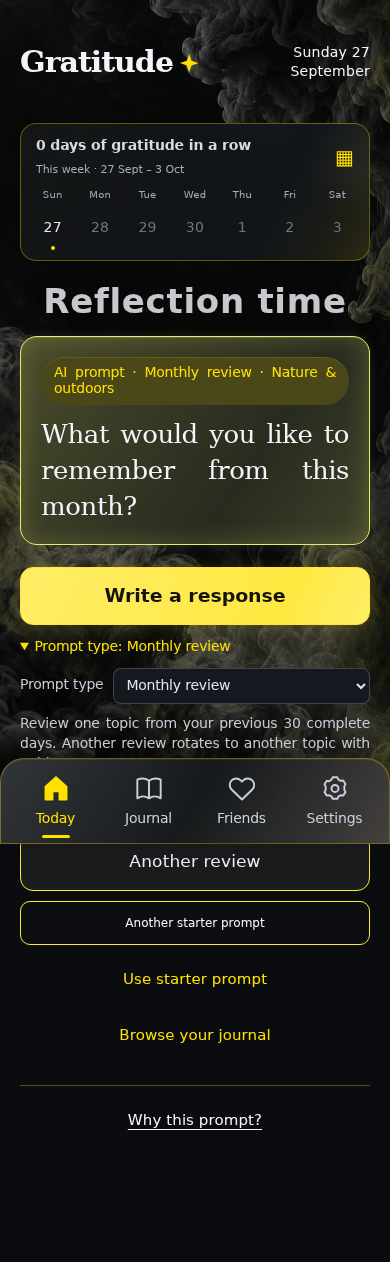 Gratitude
Sunday 27
September
0 days of gratitude in a row
This week · 27 Sept – 3 Oct
Sun Mon Tue Wed Thu Fri Sat
27 28 29 30 1 2 3
Reflection time
AI prompt · Monthly review · Nature &
outdoors
What would you like to
remember from this
month?
Write a response
▾ Prompt type: Monthly review
Prompt type Monthly review
Review one topic from your previous 30 complete
days. Another review rotates to another topic with
Today Journal Friends Settings
Another review
Another starter prompt
Use starter prompt
Browse your journal
Why this prompt?